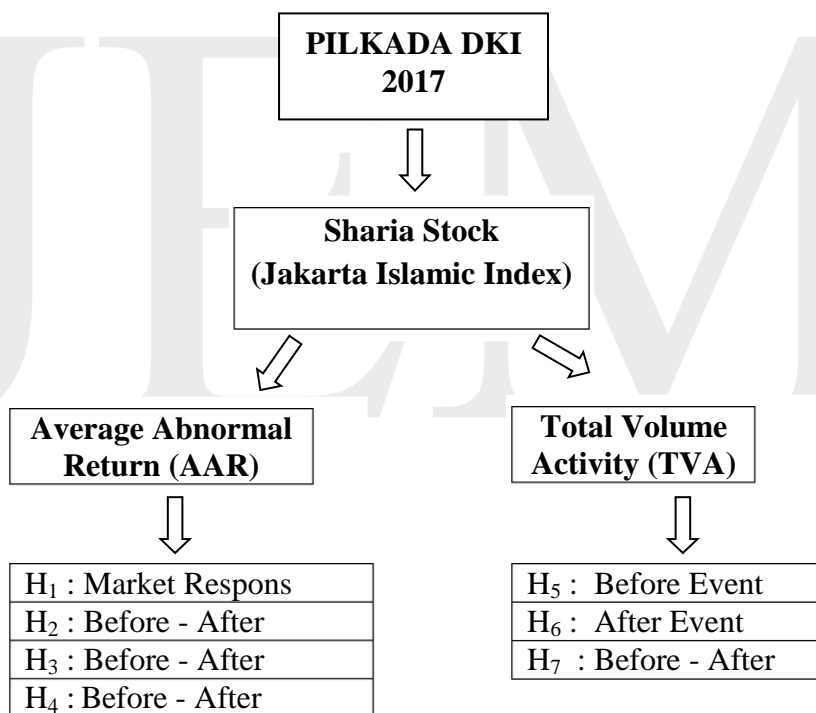 PILKADA DKI
2017
Sharia Stock
(Jakarta Islamic Index)
Average Abnormal
Return (AAR)
Total Volume
Activity (TVA)
H₁ : Market Respons
H₂ : Before - After
H₃ : Before - After
H₄ : Before - After
H₅ : Before Event
H₆ : After Event
H₇ : Before - After